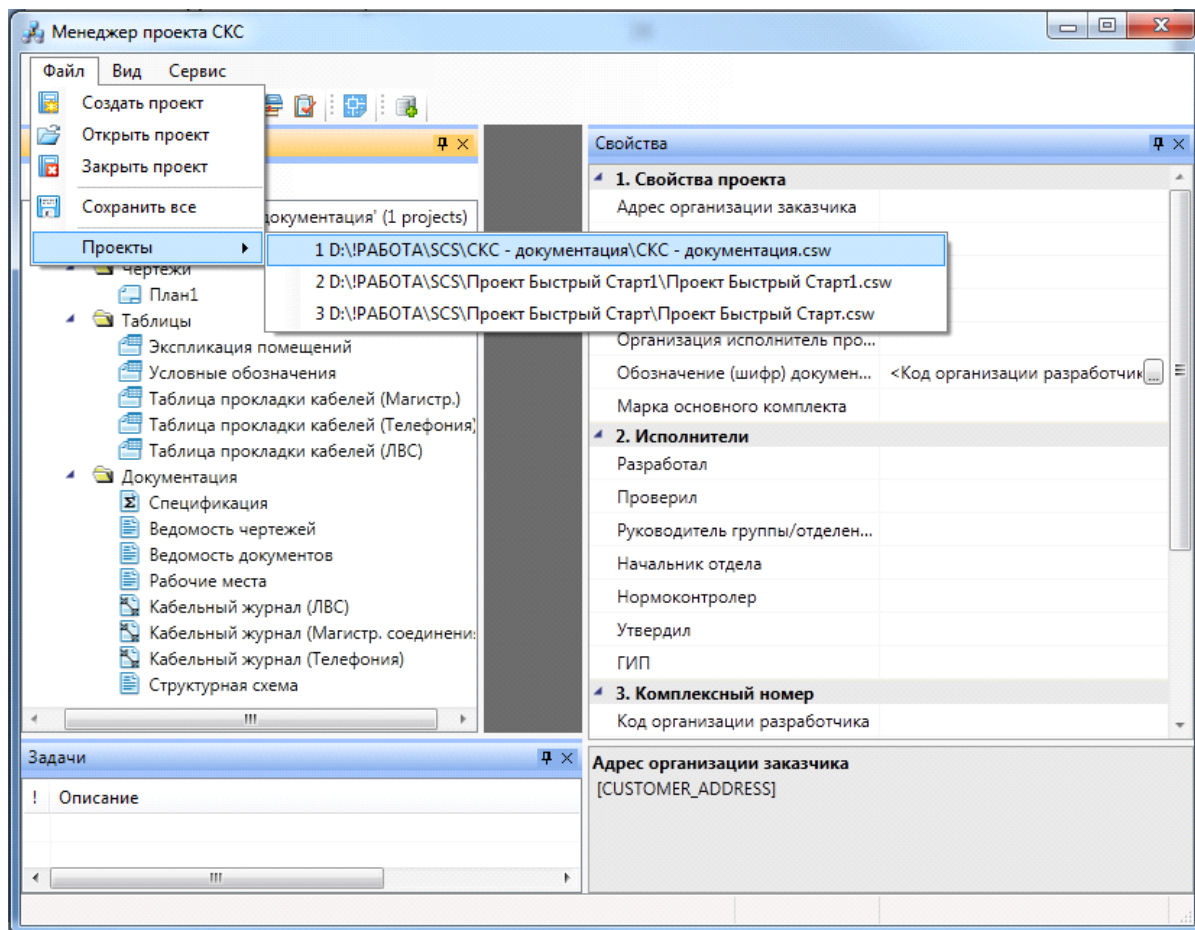 Менеджер проекта СКС
Файл Вид Сервис
Создать проект
Открыть проект
Закрыть проект
Сохранить все
Проекты
1 D:\!РАБОТА\SCS\СКС - документация\СКС - документация.csw
2 D:\!РАБОТА\SCS\Проект Быстрый Старт1\Проект Быстрый Старт1.csw
3 D:\!РАБОТА\SCS\Проект Быстрый Старт\Проект Быстрый Старт.csw
документация' (1 projects)
Чертежи
План1
Таблицы
Экспликация помещений
Условные обозначения
Таблица прокладки кабелей (Магистр.)
Таблица прокладки кабелей (Телефония)
Таблица прокладки кабелей (ЛВС)
Документация
Спецификация
Ведомость чертежей
Ведомость документов
Рабочие места
Кабельный журнал (ЛВС)
Кабельный журнал (Магистр. соединени
Кабельный журнал (Телефония)
Структурная схема
Свойства
1. Свойства проекта
Адрес организации заказчика
Организация исполнитель про...
Обозначение (шифр) докумен... <Код организации разработчик ...
Марка основного комплекта
2. Исполнители
Разработал
Проверил
Руководитель группы/отделен...
Начальник отдела
Нормоконтролер
Утвердил
ГИП
3. Комплексный номер
Код организации разработчика
Адрес организации заказчика
[CUSTOMER_ADDRESS]
Задачи
! Описание